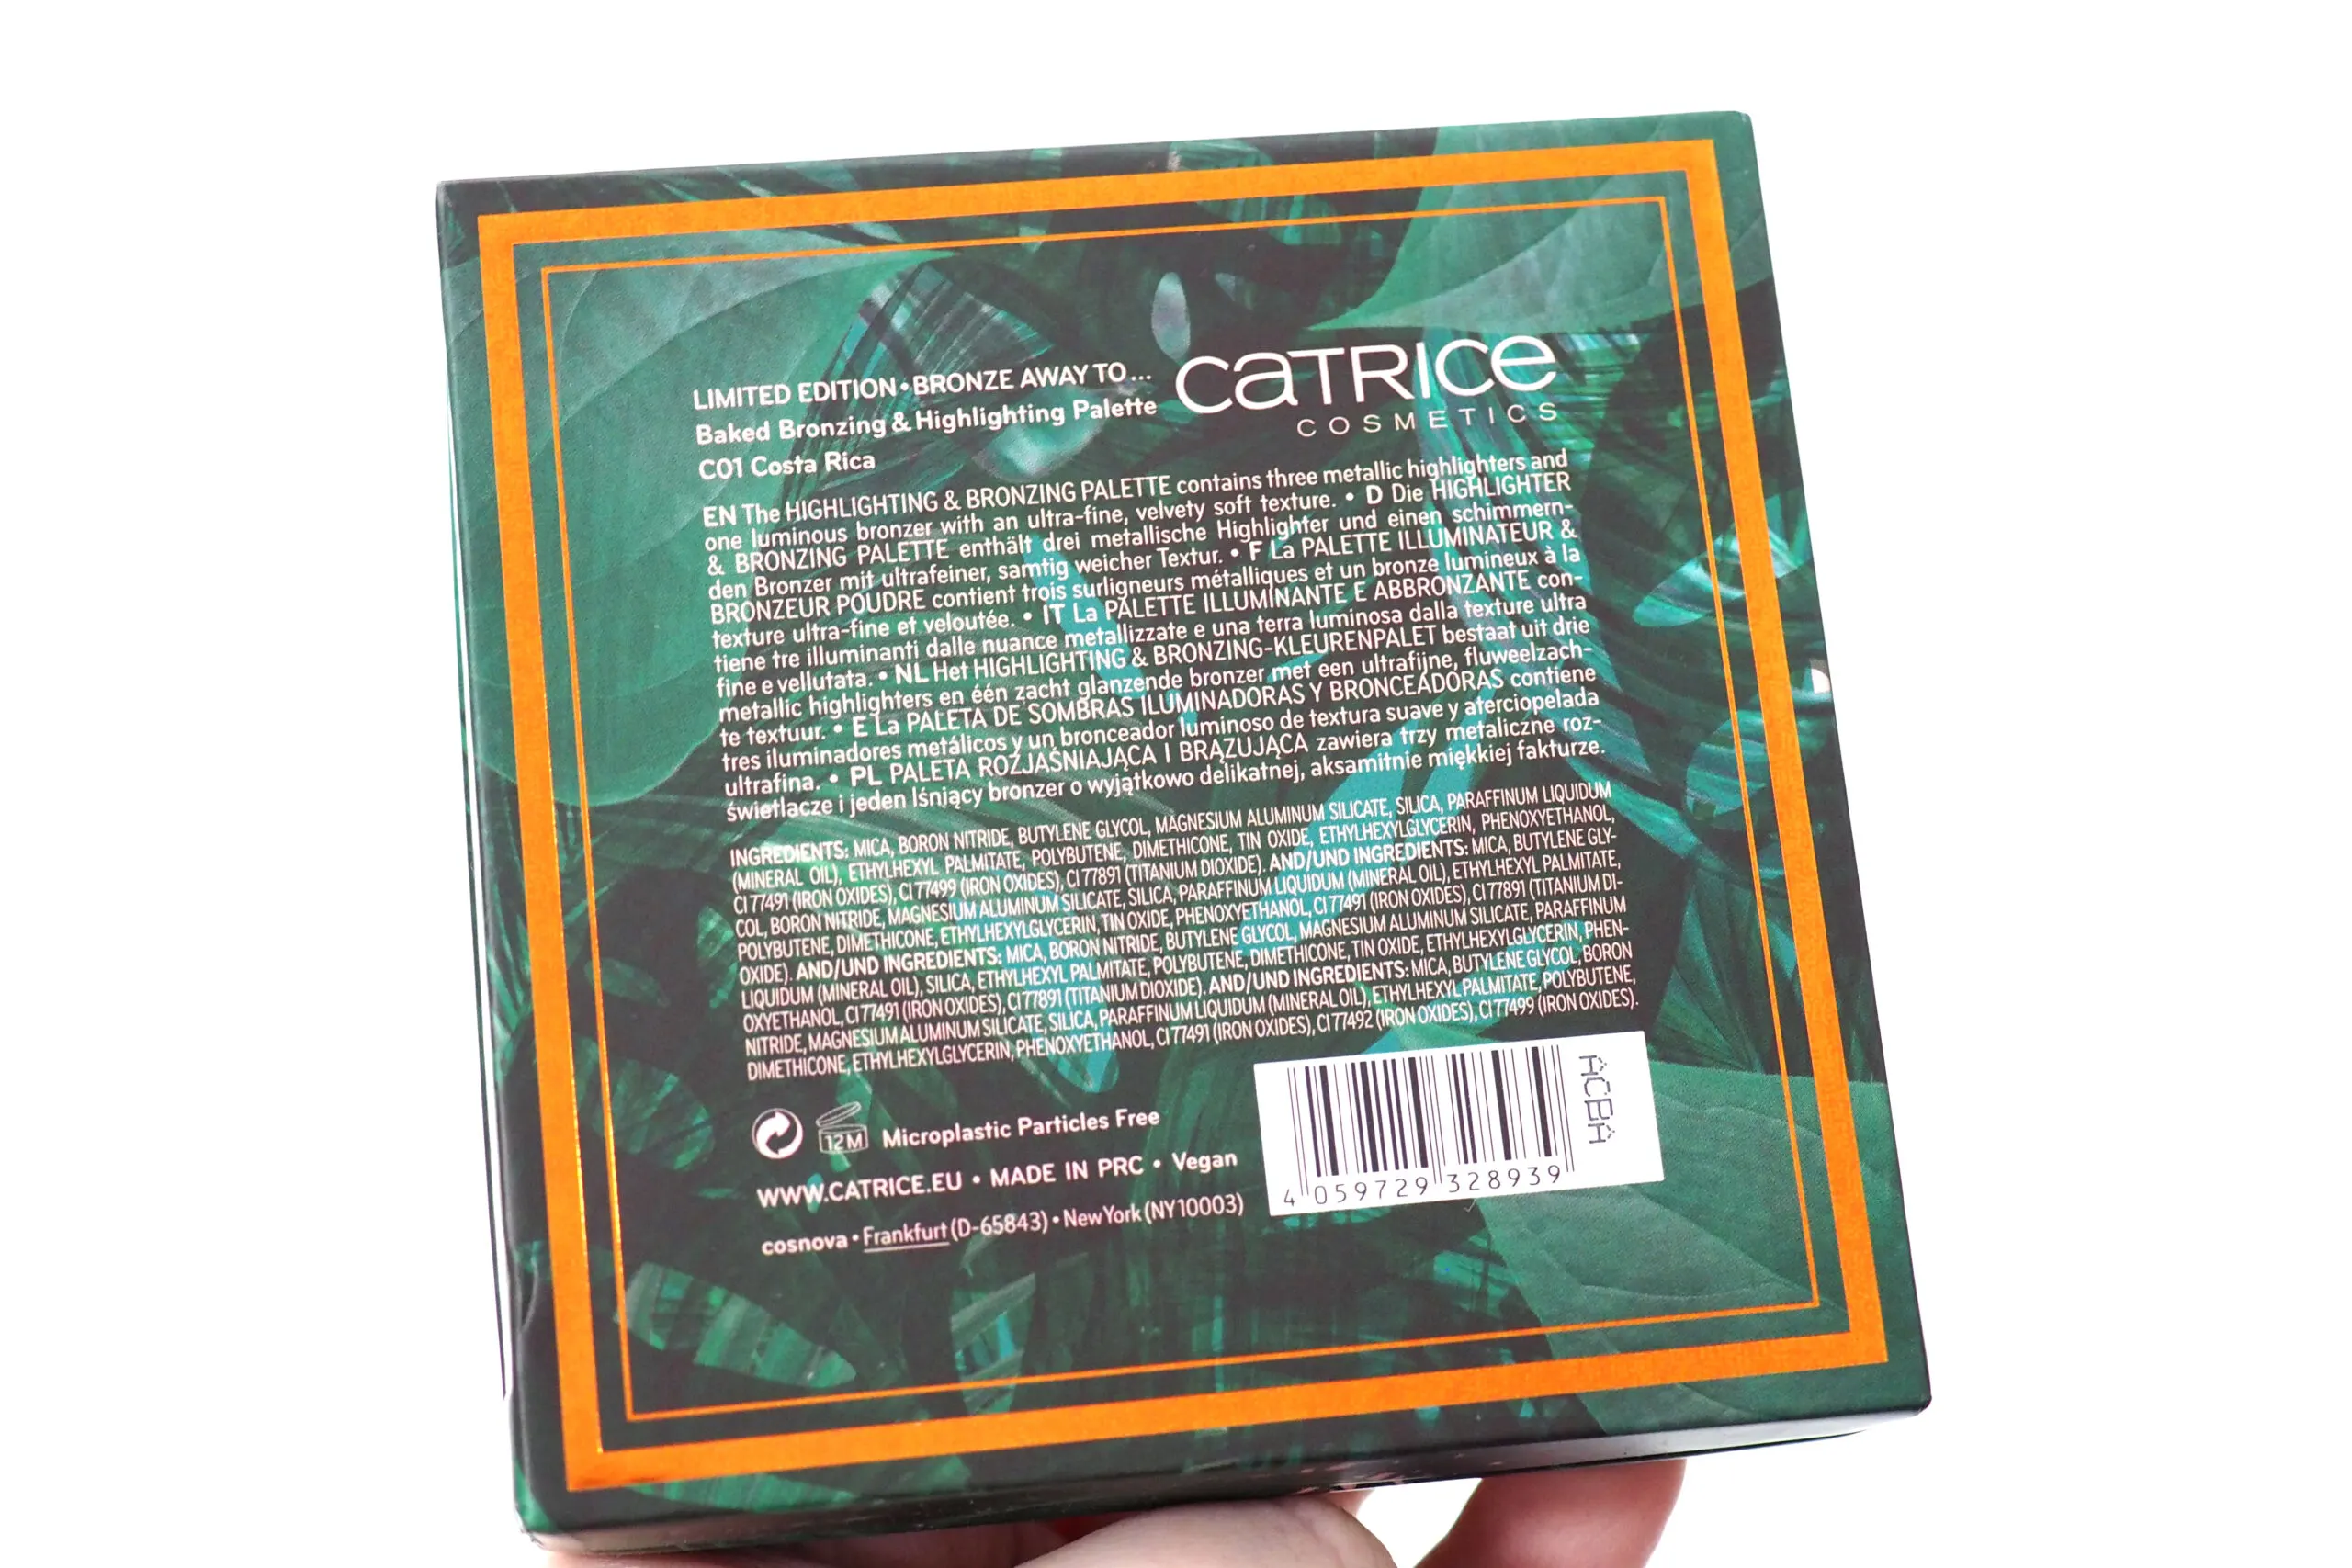 LIMITED EDITION • BRONZE AWAY TO ...
Baked Bronzing & Highlighting Palette
C01 Costa Rica
CATRICE
COSMETICS
EN The HIGHLIGHTING & BRONZING PALETTE contains three metallic highlighters and
one luminous bronzer with an ultra-fine, velvety soft texture. • D Die HIGHLIGHTER
& BRONZING PALETTE enthält drei metallische Highlighter und einen schimmern-
den Bronzer mit ultrafeiner, samtig weicher Textur. • F La PALETTE ILLUMINATEUR &
BRONZEUR POUDRE contient trois surligneurs métalliques et un bronze lumineux à la
texture ultra-fine et veloutée. • IT La PALETTE ILLUMINANTE E ABBRONZANTE con-
tiene tre illuminanti dalle nuance metallizzate e una terra luminosa dalla texture ultra
fine e vellutata. • NL Het HIGHLIGHTING & BRONZING-KLEURENPALET bestaat uit drie
metallic highlighters en één zacht glanzende bronzer met een ultrafijne, fluweelzach-
te textuur. • E La PALETA DE SOMBRAS ILUMINADORAS Y BRONCEADORAS contiene
tres iluminadores metálicos y un bronceador luminoso de textura suave y aterciopelada
ultrafina. • PL PALETA ROZJAŚNIAJĄCA I BRĄZUJĄCA zawiera trzy metaliczne roz-
świetlacze i jeden lśniący bronzer o wyjątkowo delikatnej, aksamitnie miękkiej fakturze.
INGREDIENTS: MICA, BORON NITRIDE, BUTYLENE GLYCOL, MAGNESIUM ALUMINUM SILICATE, SILICA, PARAFFINUM LIQUIDUM
(MINERAL OIL), ETHYLHEXYL PALMITATE, POLYBUTENE, DIMETHICONE, TIN OXIDE, ETHYLHEXYLGLYCERIN, PHENOXYETHANOL,
CI 77491 (IRON OXIDES), CI 77499 (IRON OXIDES), CI 77891 (TITANIUM DIOXIDE). AND/UND INGREDIENTS: MICA, BUTYLENE GLY-
COL, BORON NITRIDE, MAGNESIUM ALUMINUM SILICATE, SILICA, PARAFFINUM LIQUIDUM (MINERAL OIL), ETHYLHEXYL PALMITATE,
POLYBUTENE, DIMETHICONE, ETHYLHEXYLGLYCERIN, TIN OXIDE, PHENOXYETHANOL, CI 77491 (IRON OXIDES), CI 77891 (TITANIUM DI-
OXIDE). AND/UND INGREDIENTS: MICA, BORON NITRIDE, BUTYLENE GLYCOL, MAGNESIUM ALUMINUM SILICATE, PARAFFINUM
LIQUIDUM (MINERAL OIL), SILICA, ETHYLHEXYL PALMITATE, POLYBUTENE, DIMETHICONE, TIN OXIDE, ETHYLHEXYLGLYCERIN, PHEN-
OXYETHANOL, CI 77491 (IRON OXIDES), CI 77891 (TITANIUM DIOXIDE). AND/UND INGREDIENTS: MICA, BUTYLENE GLYCOL, BORON
NITRIDE, MAGNESIUM ALUMINUM SILICATE, SILICA, PARAFFINUM LIQUIDUM (MINERAL OIL), ETHYLHEXYL PALMITATE, POLYBUTENE,
DIMETHICONE, ETHYLHEXYLGLYCERIN, PHENOXYETHANOL, CI 77491 (IRON OXIDES), CI 77492 (IRON OXIDES), CI 77499 (IRON OXIDES).
12M Microplastic Particles Free
WWW.CATRICE.EU • MADE IN PRC • Vegan
cosnova • Frankfurt (D-65843) • New York (NY 10003)
4 059729 328939
ACBA